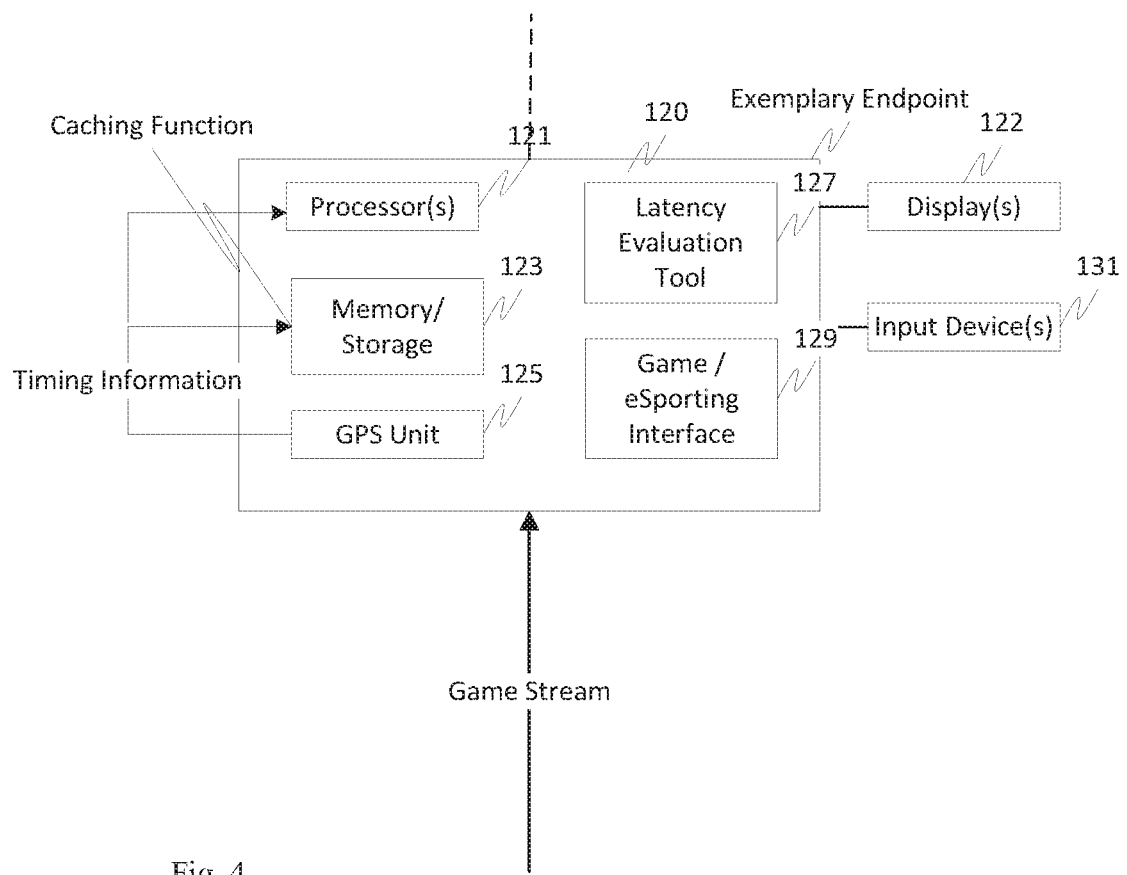 Exemplary Endpoint
Caching Function
120
121
122
127
Processor(s)
Latency
Evaluation
Tool
Display(s)
123
131
Memory/
Storage
Input Device(s)
129
Timing Information
125
Game /
eSporting
Interface
GPS Unit
Game Stream
Fig. 4